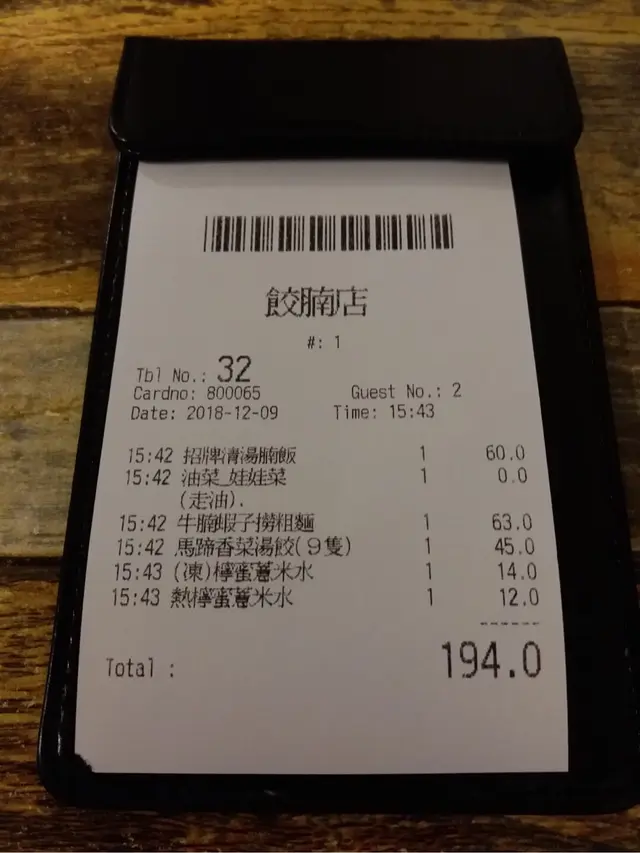 餃腩店
#: 1
Tbl No.: 32
Cardno: 800065 Guest No.: 2
Date: 2018-12-09 Time: 15:43
15:42 招牌清湯腩飯 1 60.0
15:42 油菜_娃娃菜 1 0.0
(走油).
15:42 牛腩蝦子撈粗麵 1 63.0
15:42 馬蹄香菜湯餃(9隻) 1 45.0
15:43 (凍)檸蜜薏米水 1 14.0
15:43 熱檸蜜薏米水 1 12.0
------
Total : 194.0